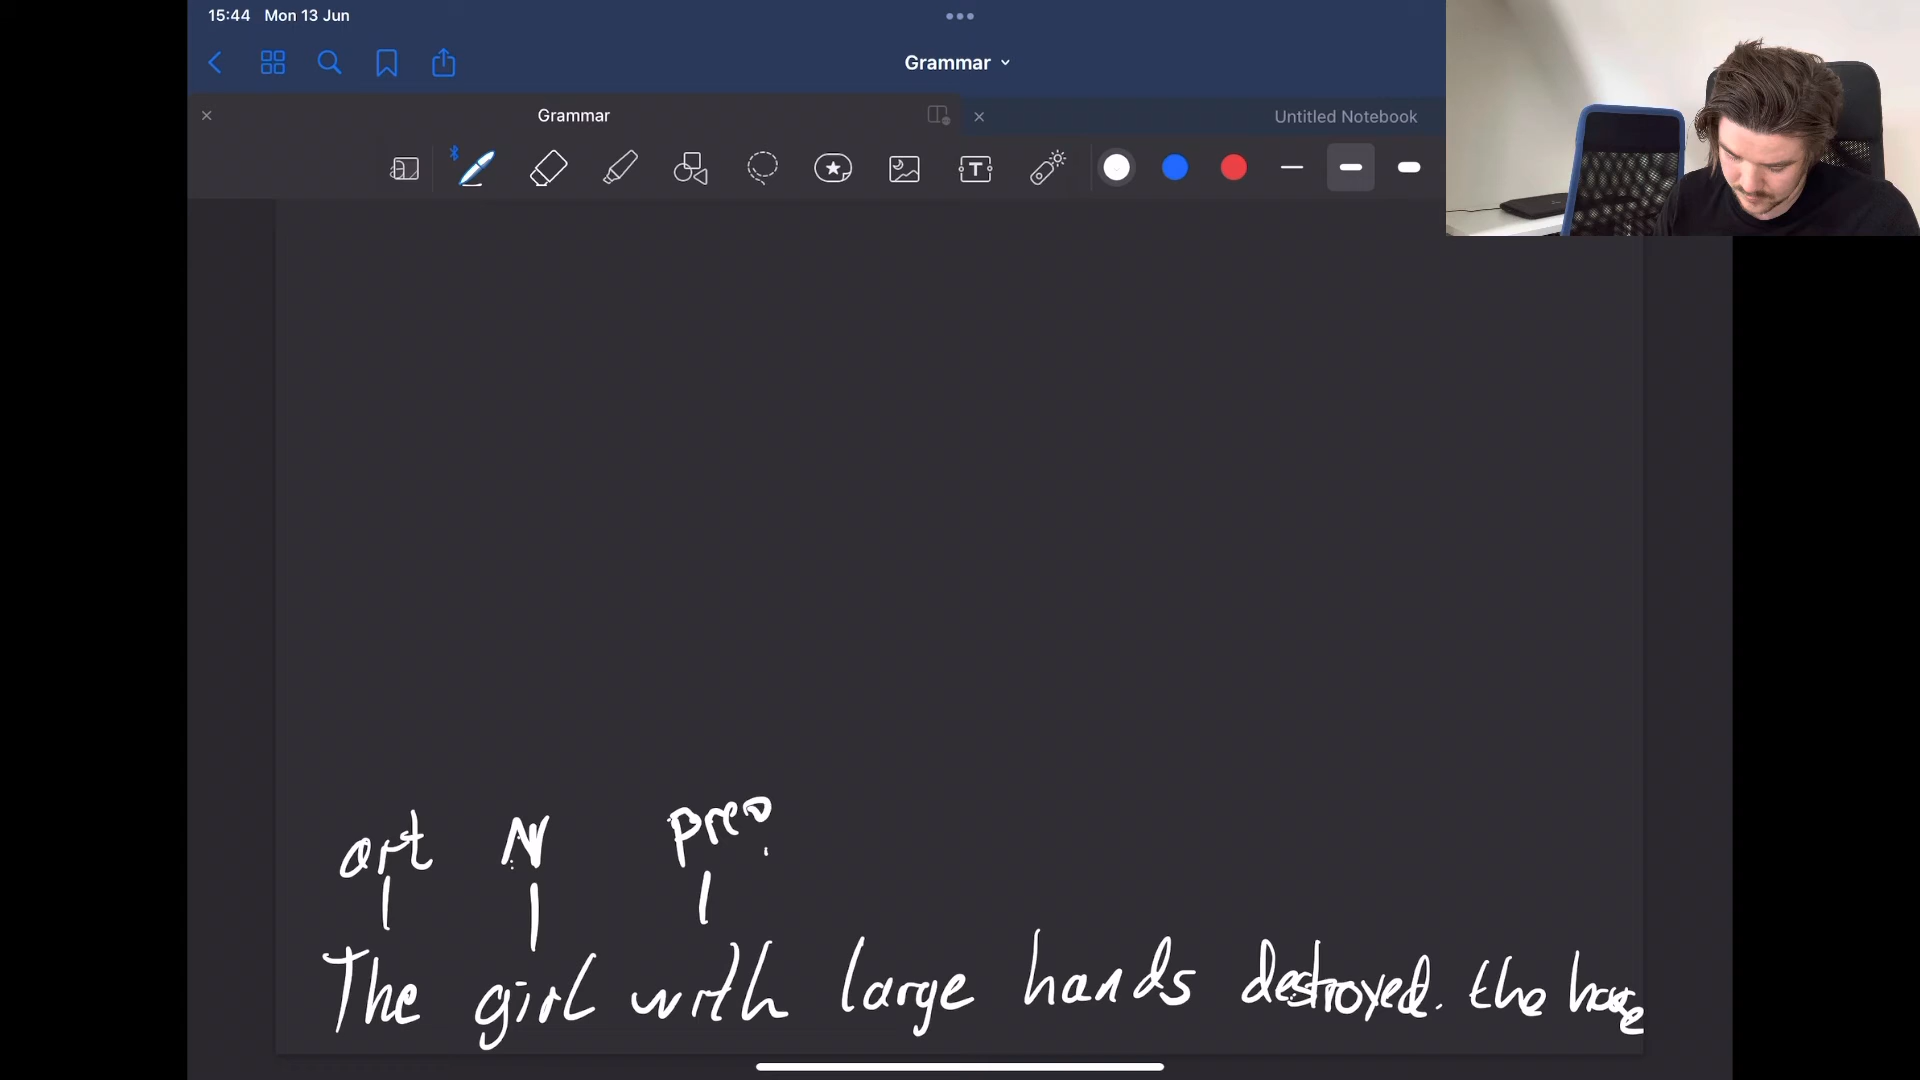 15:44 Mon 13 Jun
Grammar
Grammar
Untitled Notebook
T
art N prep
The girl with large hands destroyed. the house